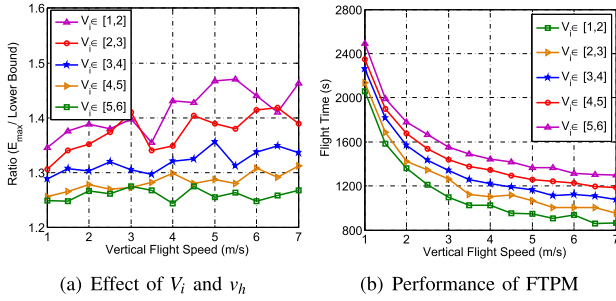 1.6
1.5
1.4
1.3
1.2
Ratio (E_max / Lower Bound)
V_i∈ [1,2]
V_i∈ [2,3]
V_i∈ [3,4]
V_i∈ [4,5]
V_i∈ [5,6]
1 2 3 4 5 6 7
Vertical Flight Speed (m/s)
(a) Effect of V_i and v_h
2800
2400
2000
1600
1200
800
Flight Time (s)
V_i∈ [1,2]
V_i∈ [2,3]
V_i∈ [3,4]
V_i∈ [4,5]
V_i∈ [5,6]
1 2 3 4 5 6 7
Vertical Flight Speed (m/s)
(b) Performance of FTPM